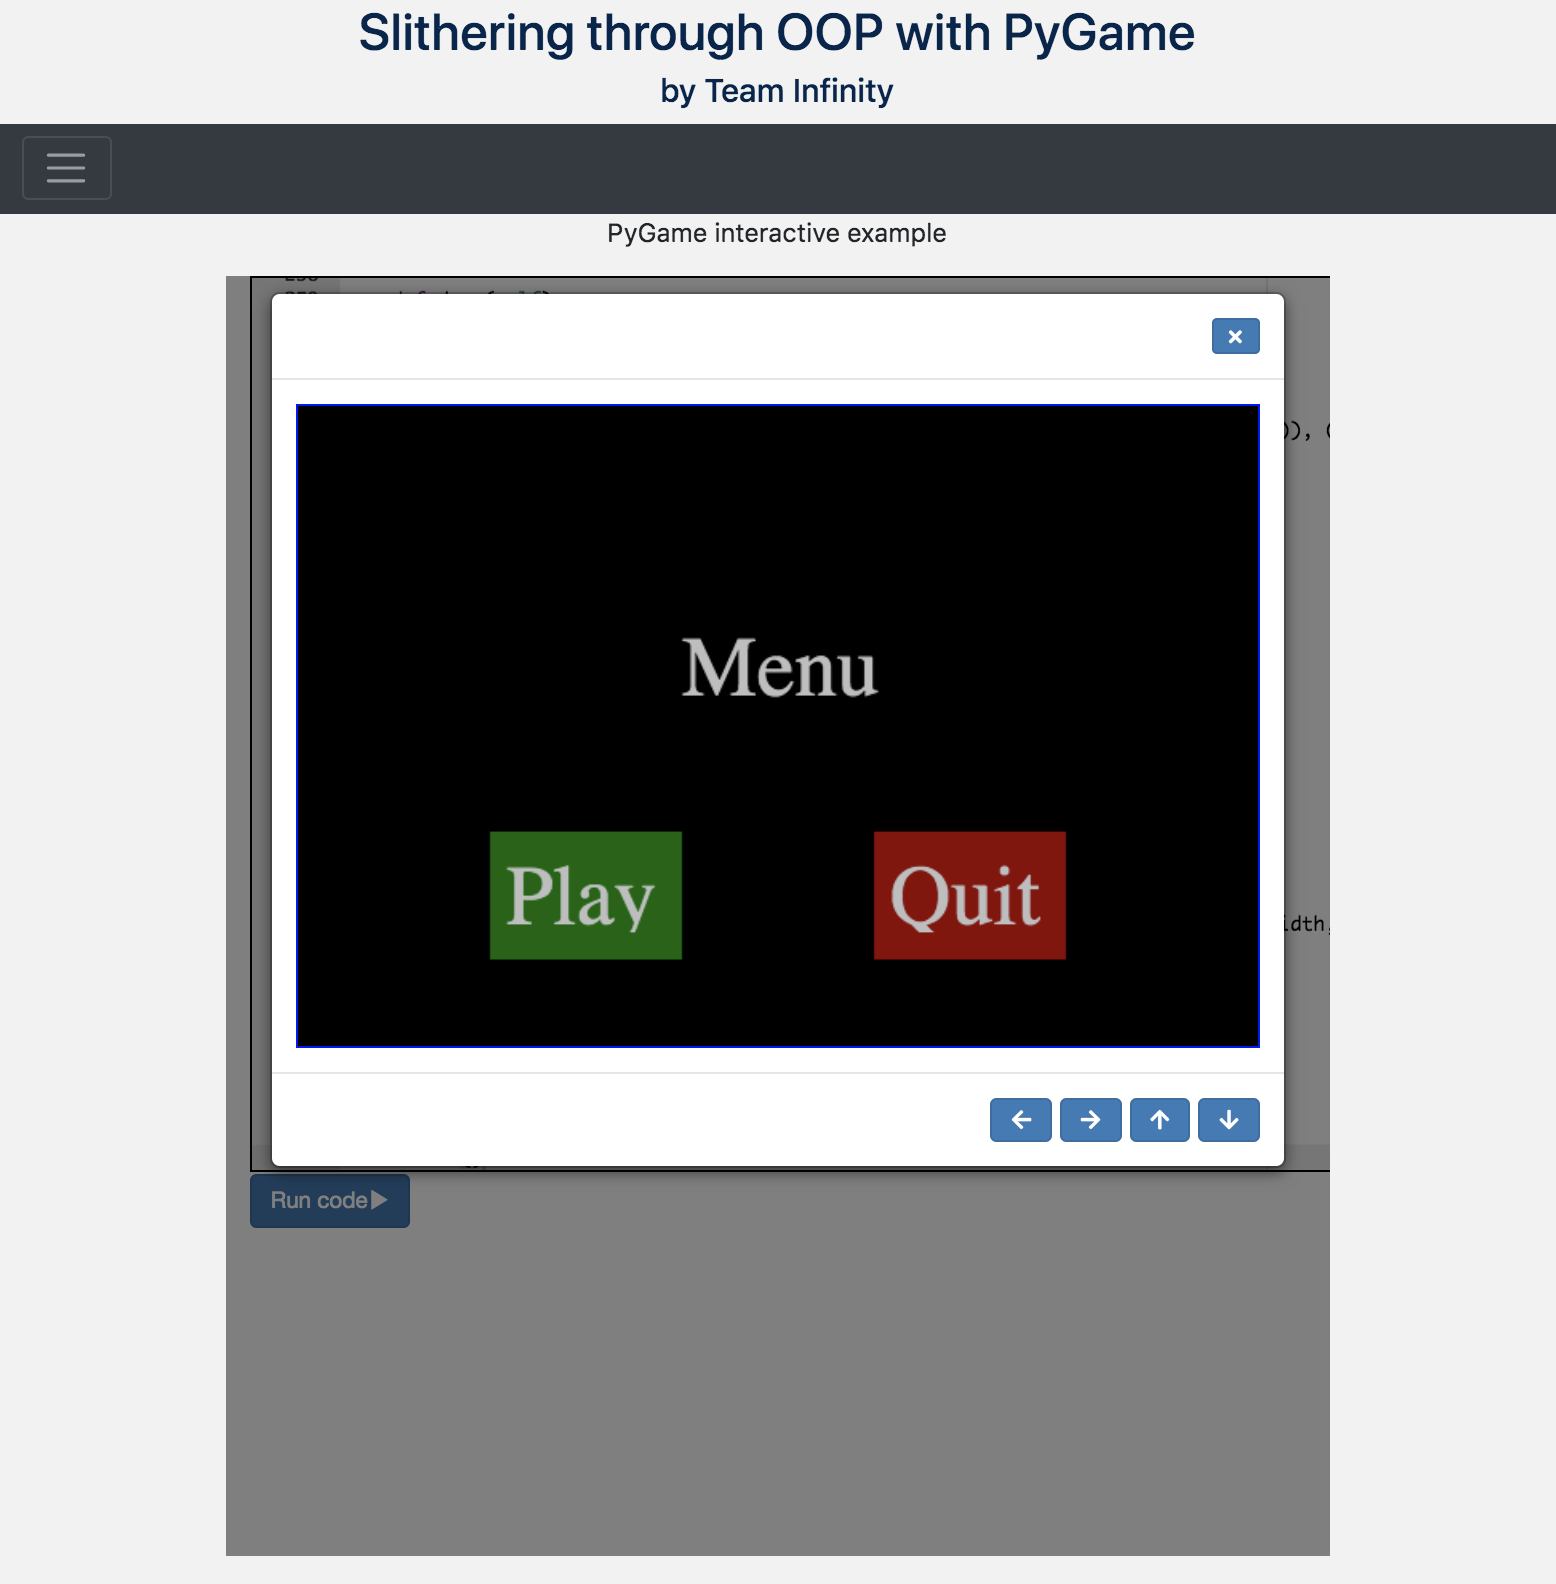 Slithering through OOP with PyGame
by Team Infinity
PyGame interactive example
)), (
Menu
Play
Quit
idth,
Run code